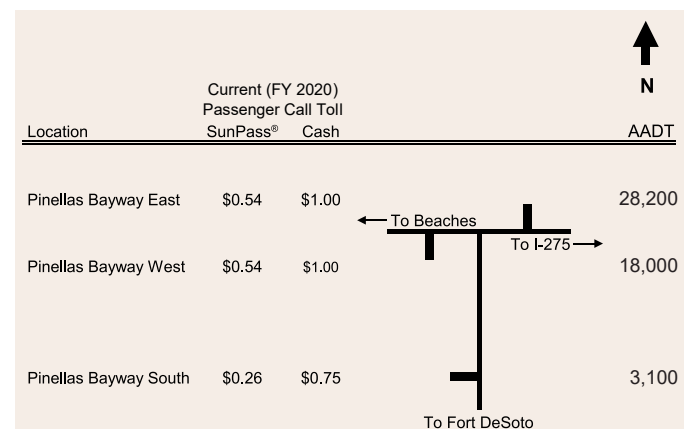 N
Current (FY 2020)
Passenger Call Toll
Location SunPass® Cash AADT
Pinellas Bayway East $0.54 $1.00 28,200
To Beaches
To I-275
Pinellas Bayway West $0.54 $1.00 18,000
Pinellas Bayway South $0.26 $0.75 3,100
To Fort DeSoto